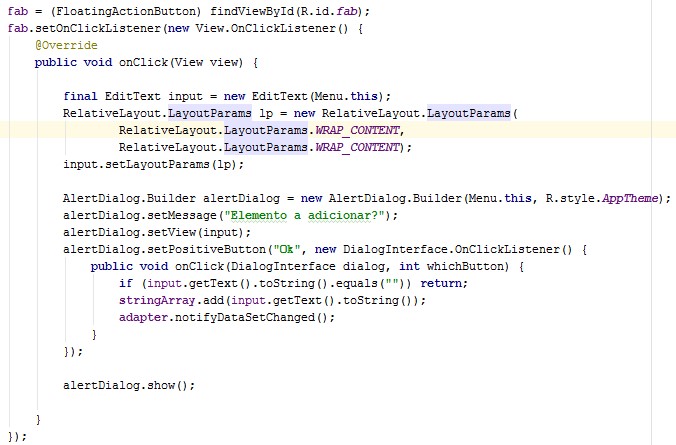 fab = (FloatingActionButton) findViewById(R.id.fab);
fab.setOnClickListener(new View.OnClickListener() {
    @Override
    public void onClick(View view) {

        final EditText input = new EditText(Menu.this);
        RelativeLayout.LayoutParams lp = new RelativeLayout.LayoutParams(
                RelativeLayout.LayoutParams.WRAP_CONTENT,
                RelativeLayout.LayoutParams.WRAP_CONTENT);
        input.setLayoutParams(lp);

        AlertDialog.Builder alertDialog = new AlertDialog.Builder(Menu.this, R.style.AppTheme);
        alertDialog.setMessage("Elemento a adicionar?");
        alertDialog.setView(input);
        alertDialog.setPositiveButton("Ok", new DialogInterface.OnClickListener() {
            public void onClick(DialogInterface dialog, int whichButton) {
                if (input.getText().toString().equals("")) return;
                stringArray.add(input.getText().toString());
                adapter.notifyDataSetChanged();
            }
        });

        alertDialog.show();

    }
});